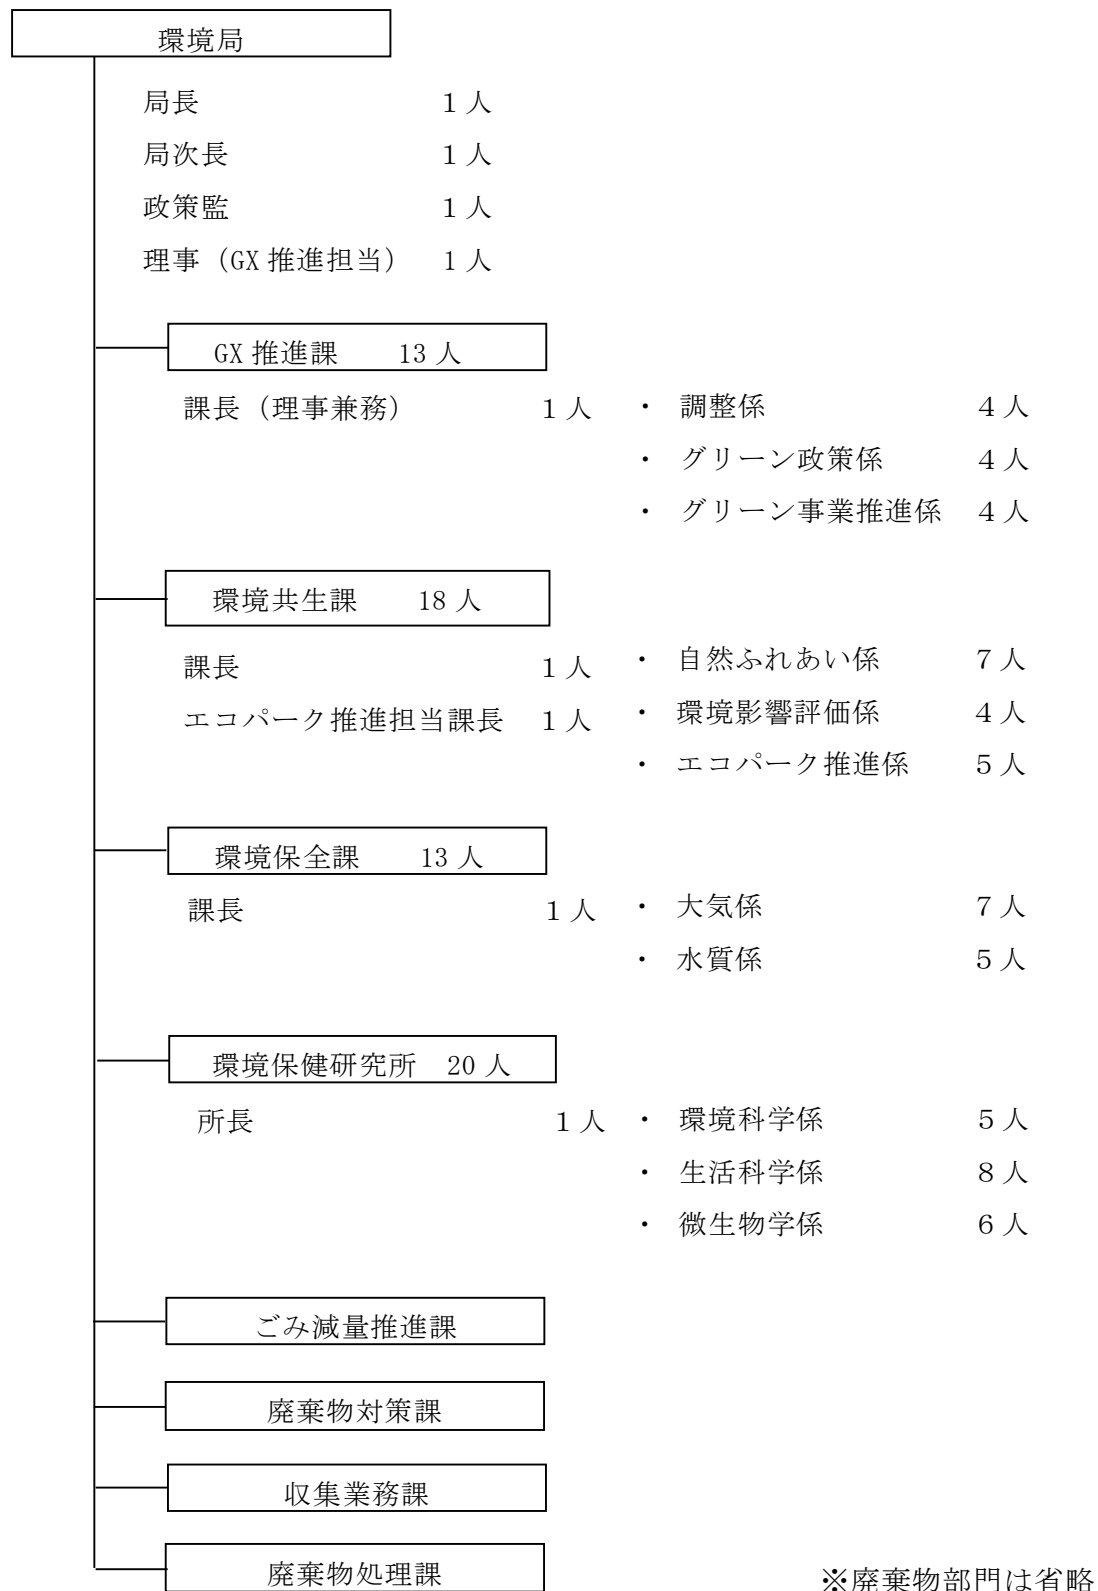 環境局
局長 1人
局次長 1人
政策監 1人
理事（GX推進担当） 1人
GX推進課 13人
課長（理事兼務） 1人 ・ 調整係 4人
・ グリーン政策係 4人
・ グリーン事業推進係 4人
環境共生課 18人
課長 1人 ・ 自然ふれあい係 7人
エコパーク推進担当課長 1人 ・ 環境影響評価係 4人
・ エコパーク推進係 5人
環境保全課 13人
課長 1人 ・ 大気係 7人
・ 水質係 5人
環境保健研究所 20人
所長 1人 ・ 環境科学係 5人
・ 生活科学係 8人
・ 微生物学係 6人
ごみ減量推進課
廃棄物対策課
収集業務課
廃棄物処理課
※廃棄物部門は省略